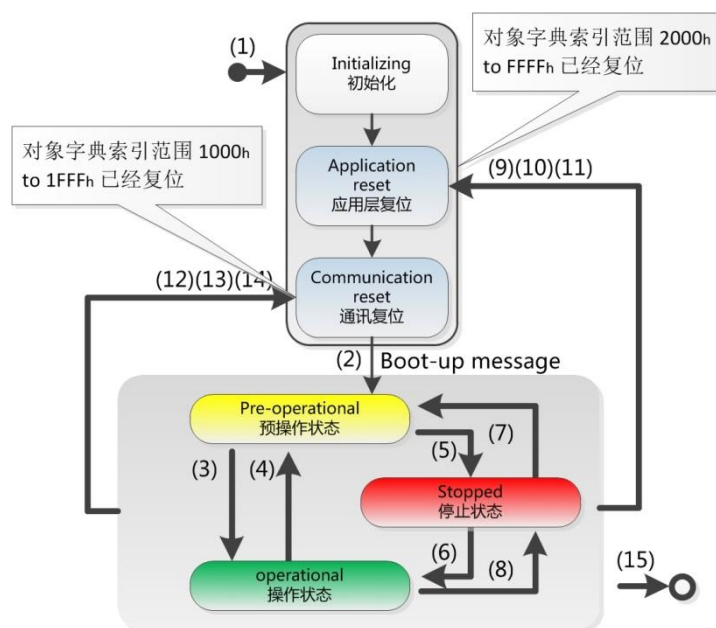 (1)
Initializing
初始化
对象字典索引范围 2000h
to FFFFh 已经复位
对象字典索引范围 1000h
to 1FFFh 已经复位
Application
reset
应用层复位
(9)(10)(11)
Communication
reset
通讯复位
(12)(13)(14)
(2)
Boot-up message
Pre-operational
预操作状态
(3)
(4)
(5)
(7)
Stopped
停止状态
(6)
(8)
operational
操作状态
(15)